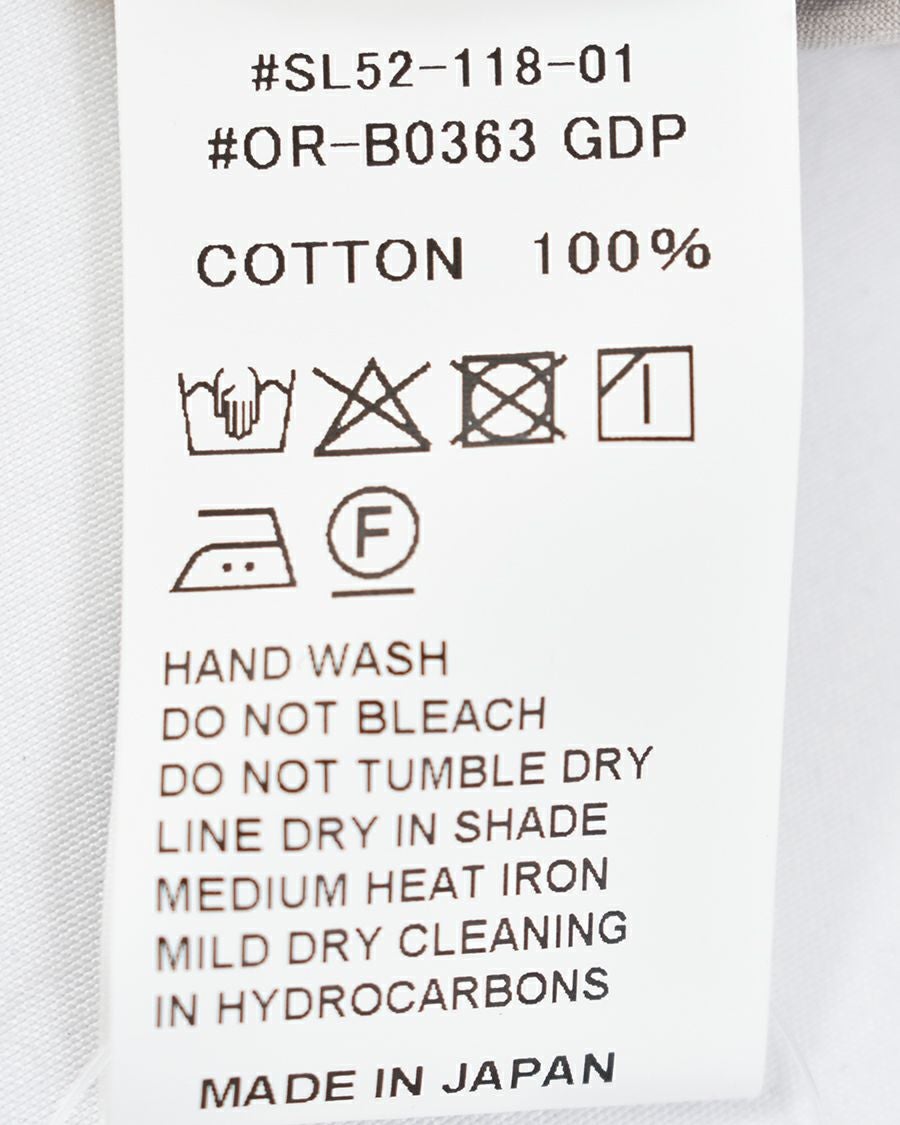 #SL52-118-01
#OR-B0363 GDP
COTTON 100%
F
HAND WASH
DO NOT BLEACH
DO NOT TUMBLE DRY
LINE DRY IN SHADE
MEDIUM HEAT IRON
MILD DRY CLEANING
IN HYDROCARBONS
MADE IN JAPAN